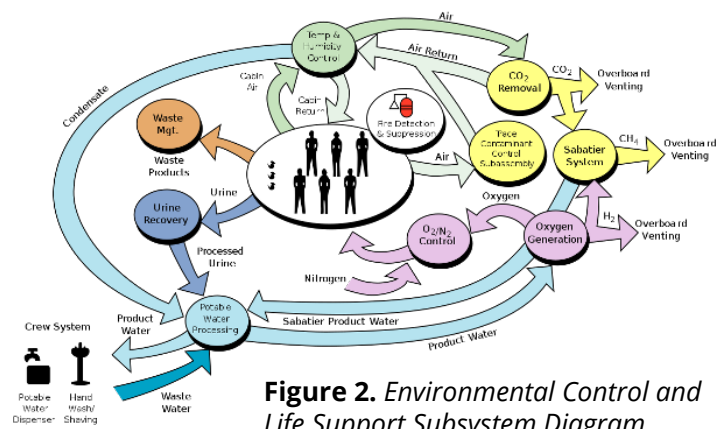 Air
Temp &
Humidity
Control
Air Return
CO2
Removal
CO2
Overboard
Venting
Cabin
Air
Cabin
Return
Condensate
Waste
Mgt.
Waste
Products
Fire Detection
& Suppression
Trace
Contaminant
Control
Subassembly
Sabatier
System
CH4
Overboard
Venting
Air
Urine
Urine
Recovery
Processed
Urine
Oxygen
O2/N2
Control
Oxygen
Generation
H2
Overboard
Venting
Nitrogen
Potable
Water
Processing
Sabatier Product Water
Product Water
Crew System
Product
Water
Potable
Water
Dispenser
Hand
Wash/
Shaving
Waste
Water
Figure 2. Environmental Control and
Life Support Subsystem Diagram